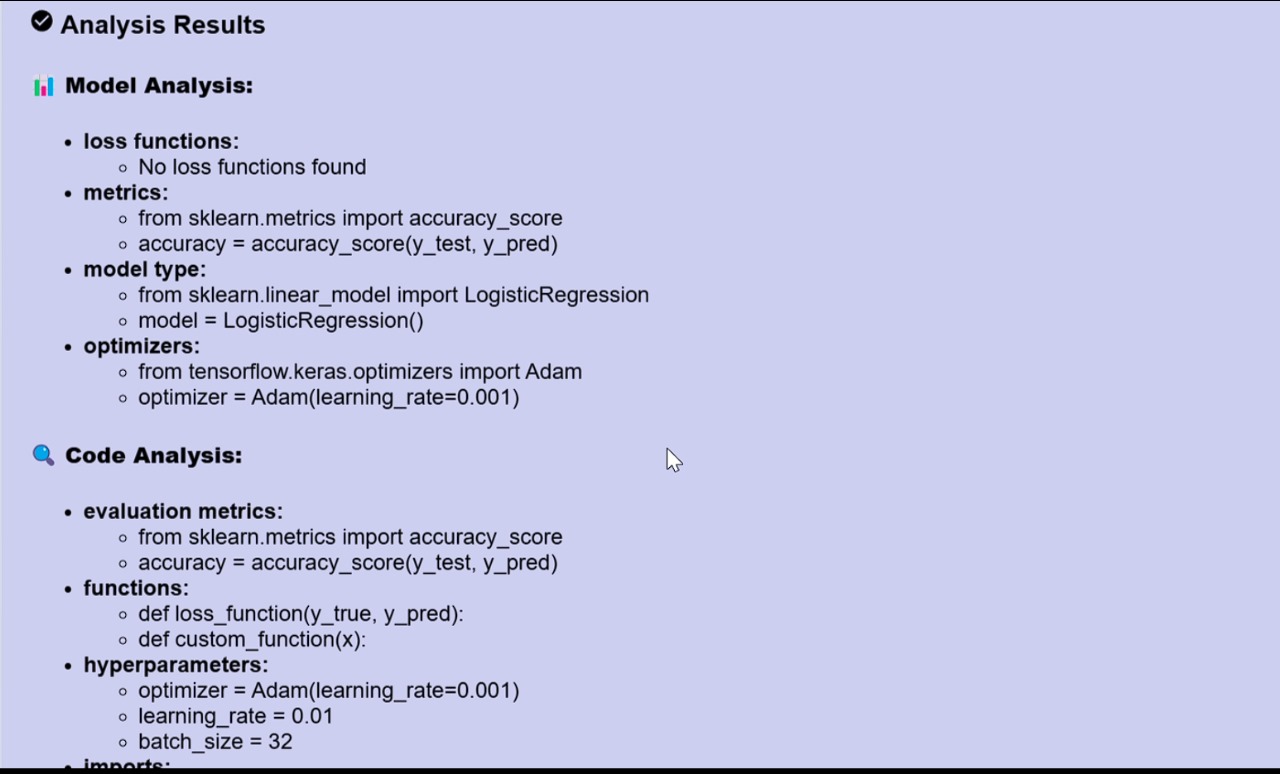 Analysis Results
Model Analysis:
loss functions:
No loss functions found
metrics:
from sklearn.metrics import accuracy_score
accuracy = accuracy_score(y_test, y_pred)
model type:
from sklearn.linear_model import LogisticRegression
model = LogisticRegression()
optimizers:
from tensorflow.keras.optimizers import Adam
optimizer = Adam(learning_rate=0.001)
Code Analysis:
evaluation metrics:
from sklearn.metrics import accuracy_score
accuracy = accuracy_score(y_test, y_pred)
functions:
def loss_function(y_true, y_pred):
def custom_function(x):
hyperparameters:
optimizer = Adam(learning_rate=0.001)
learning_rate = 0.01
batch_size = 32
imports: